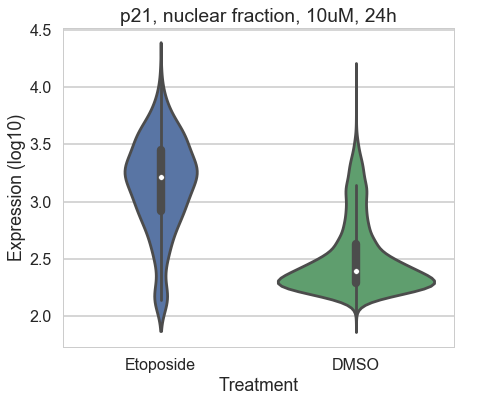 p21, nuclear fraction, 10uM, 24h
4.5
4.0
3.5
3.0
2.5
2.0
Expression (log10)
Etoposide
DMSO
Treatment